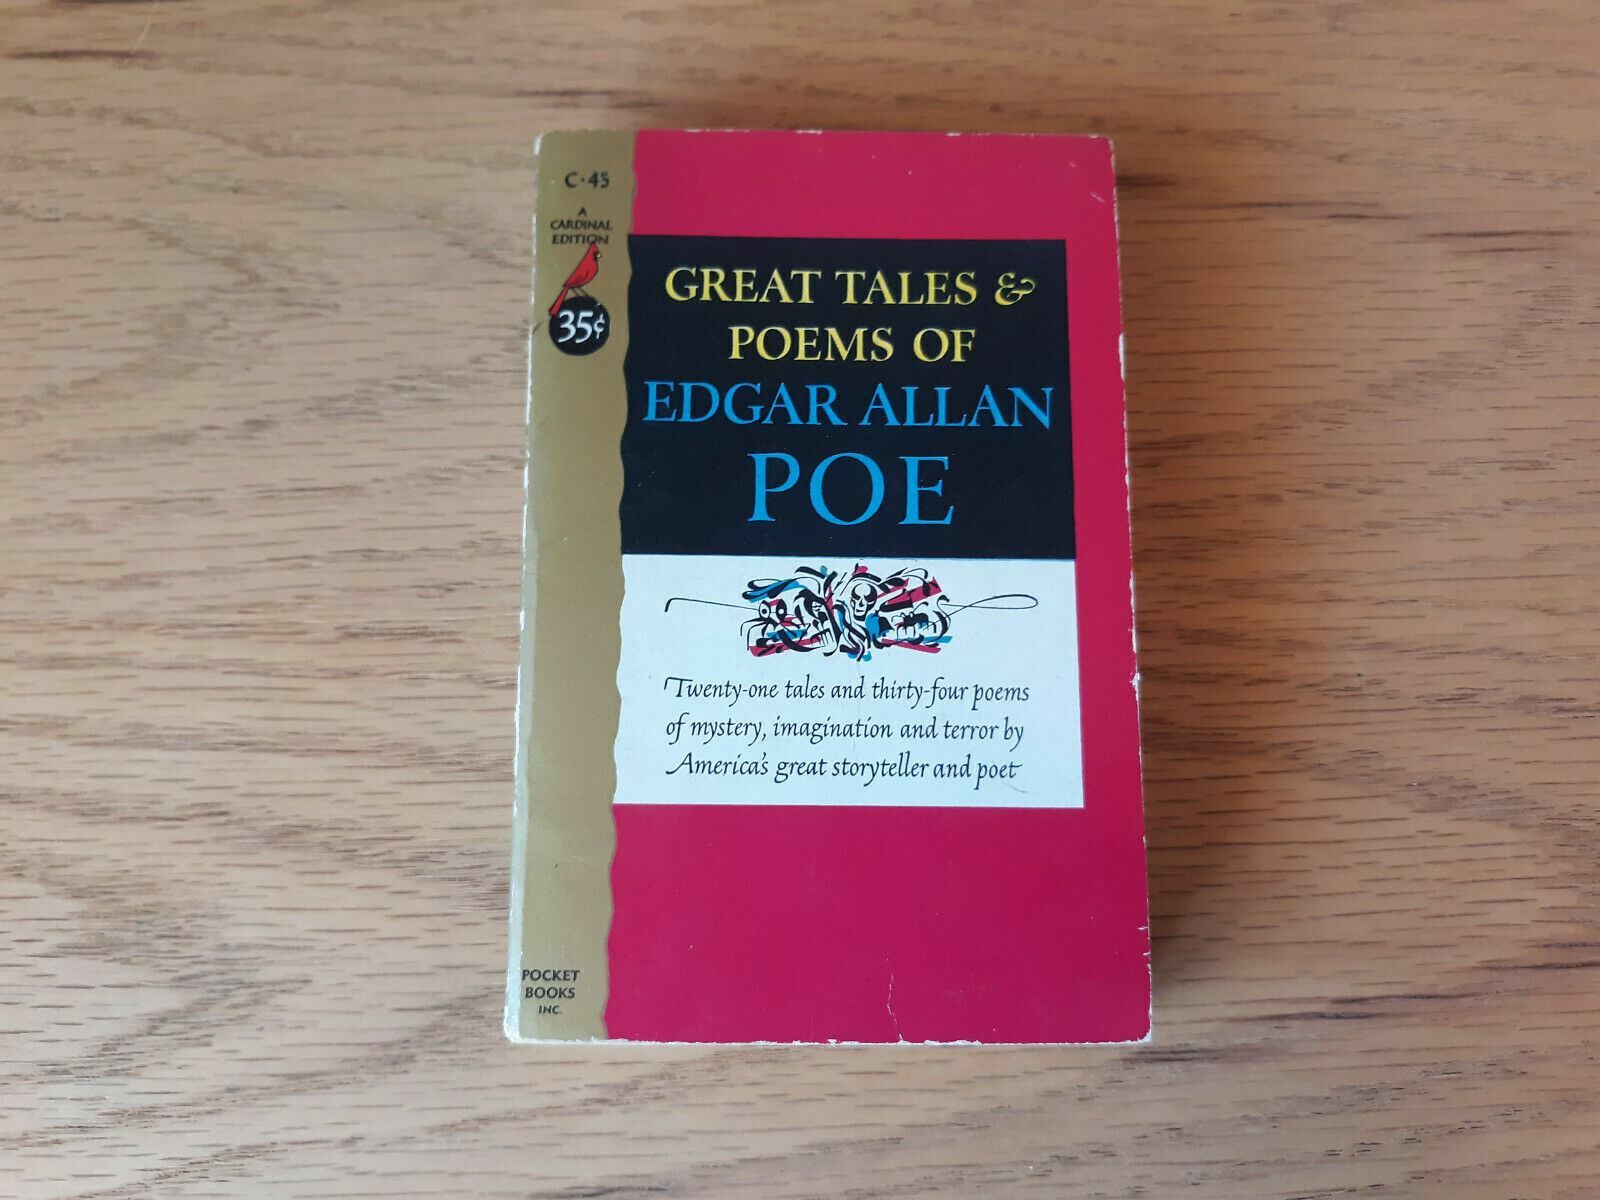 C·45
A
CARDINAL
EDITION
35¢
GREAT TALES &
POEMS OF
EDGAR ALLAN
POE
Twenty-one tales and thirty-four poems
of mystery, imagination and terror by
America's great storyteller and poet
POCKET
BOOKS
INC.